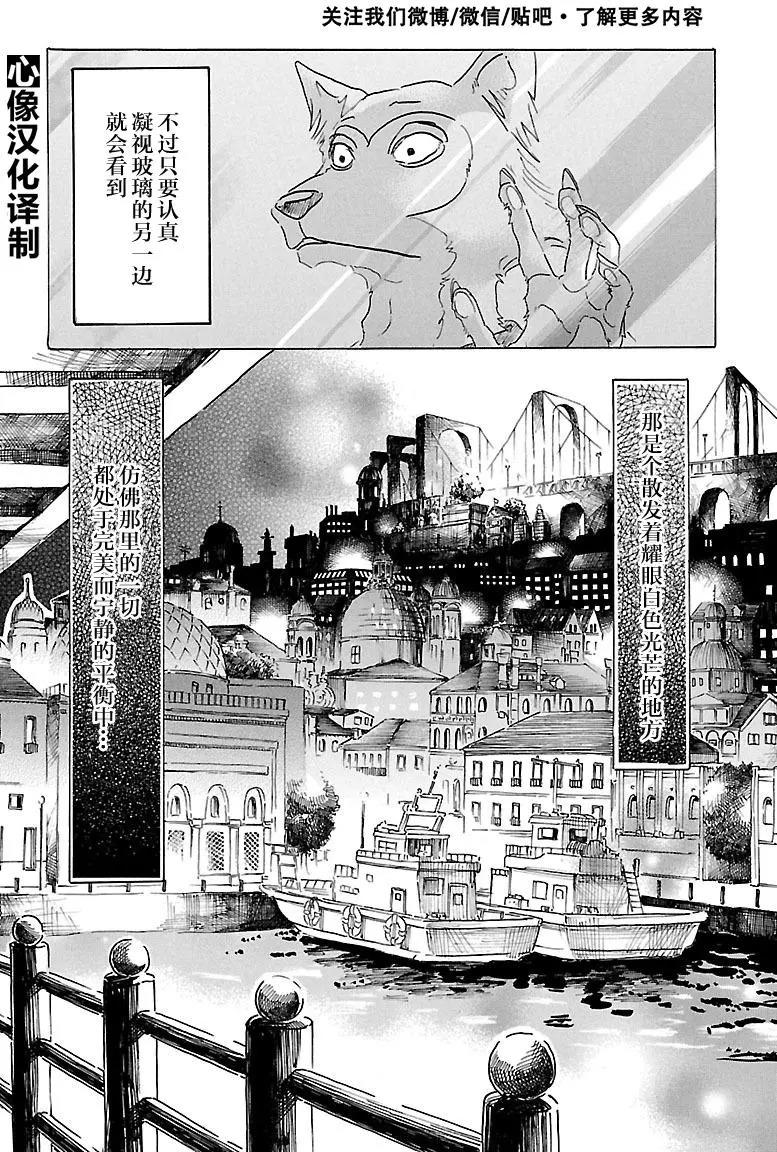 关注我们微博/微信/贴吧·了解更多内容
心像汉化译制
不过只要认真
凝视玻璃的另一边
就会看到
那是个散发着耀眼白色光芒的地方
仿佛那里的一切
都处于完美而宁静的平衡中…